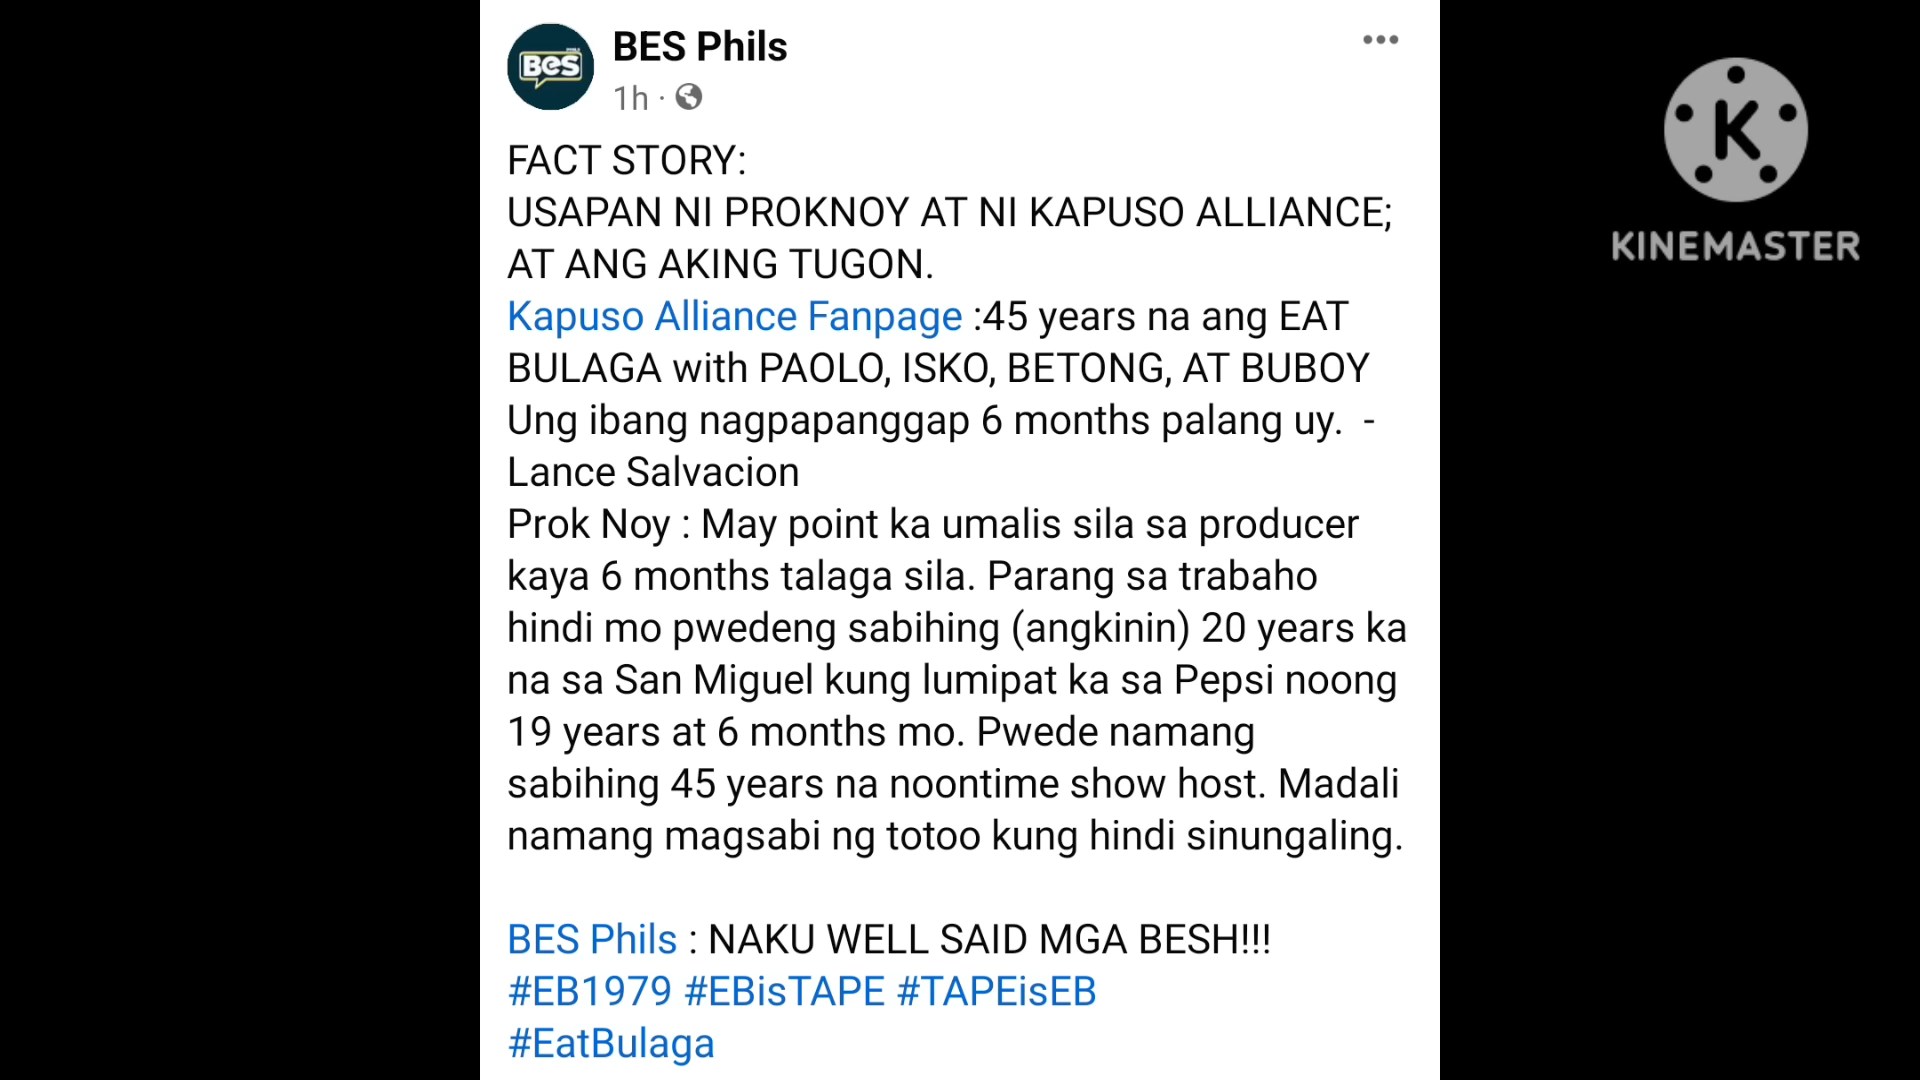 BES Phils
1h ·
BES
FACT STORY:
USAPAN NI PROKNOY AT NI KAPUSO ALLIANCE;
AT ANG AKING TUGON.
Kapuso Alliance Fanpage :45 years na ang EAT
BULAGA with PAOLO, ISKO, BETONG, AT BUBOY
Ung ibang nagpapanggap 6 months palang uy.  -
Lance Salvacion
Prok Noy : May point ka umalis sila sa producer
kaya 6 months talaga sila. Parang sa trabaho
hindi mo pwedeng sabihing (angkinin) 20 years ka
na sa San Miguel kung lumipat ka sa Pepsi noong
19 years at 6 months mo. Pwede namang
sabihing 45 years na noontime show host. Madali
namang magsabi ng totoo kung hindi sinungaling.
BES Phils : NAKU WELL SAID MGA BESH!!!
#EB1979 #EBisTAPE #TAPEisEB
#EatBulaga
K
KINEMASTER